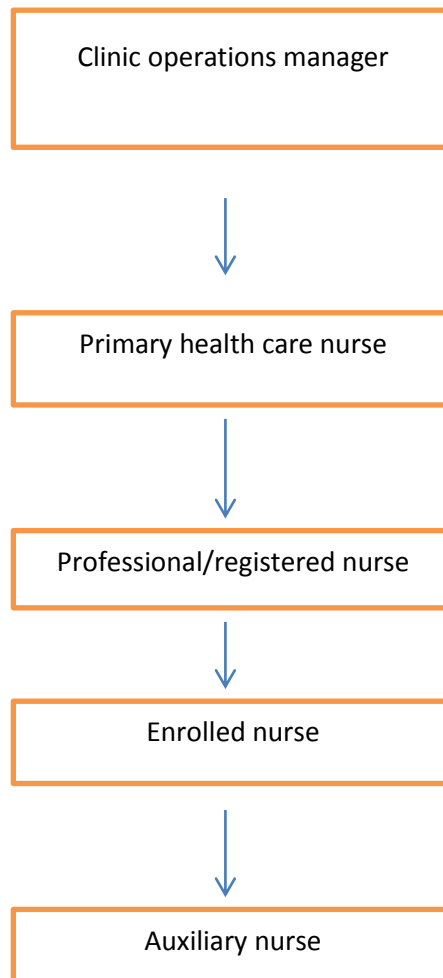 Clinic operations manager
Primary health care nurse
Professional/registered nurse
Enrolled nurse
Auxiliary nurse